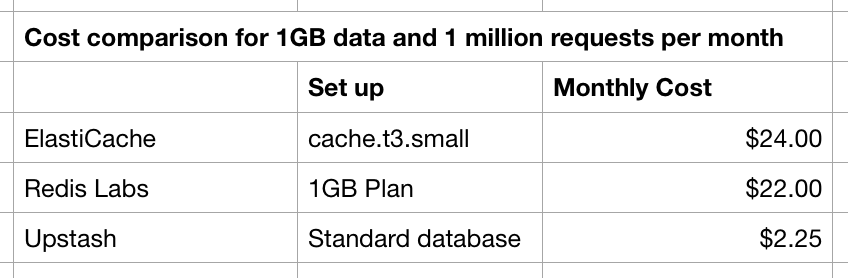 Cost comparison for 1GB data and 1 million requests per month
Set up Monthly Cost
ElastiCache cache.t3.small $24.00
Redis Labs 1GB Plan $22.00
Upstash Standard database $2.25